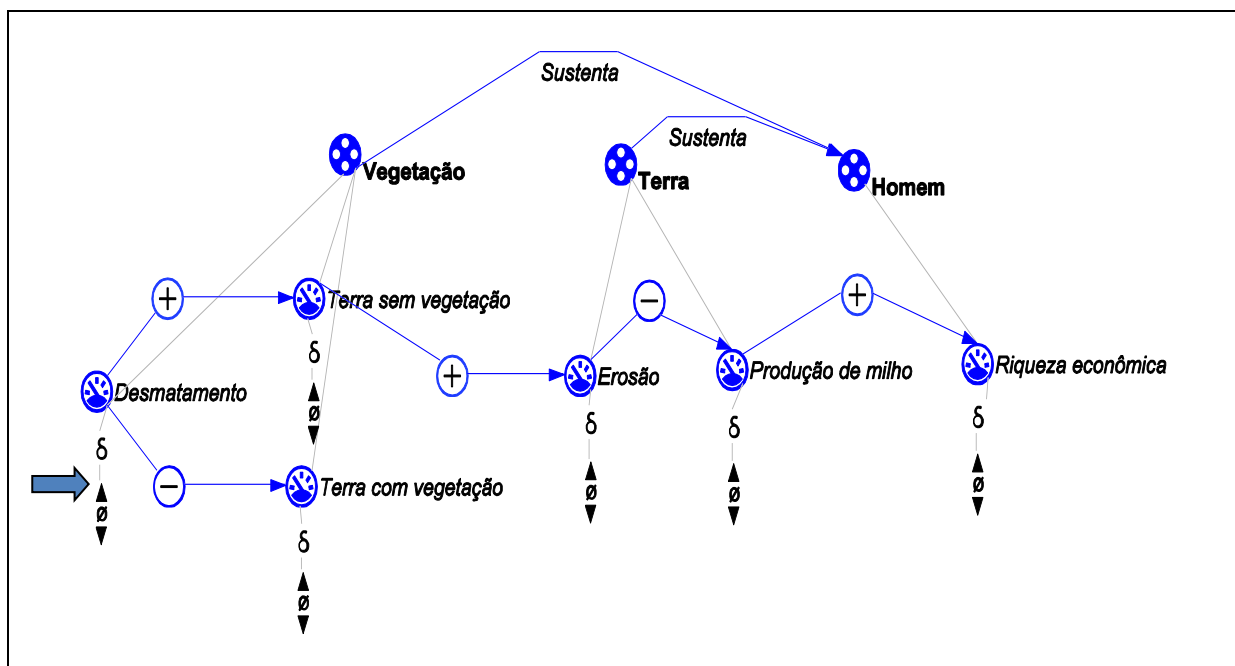 Sustenta
Sustenta
Vegetação
Terra
Homem
+
+
−
Terra sem vegetação
δ
ø
+
Desmatamento
Erosão
Produção de milho
Riqueza econômica
δ
δ
δ
δ
−
Terra com vegetação
ø
ø
ø
ø
δ
ø